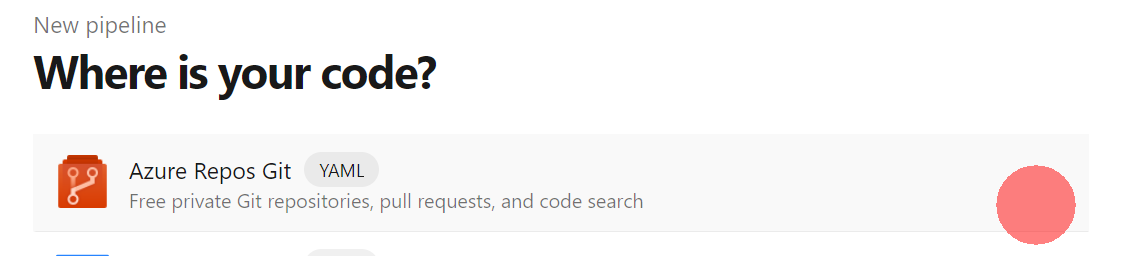 New pipeline
Where is your code?
Azure Repos Git YAML
Free private Git repositories, pull requests, and code search